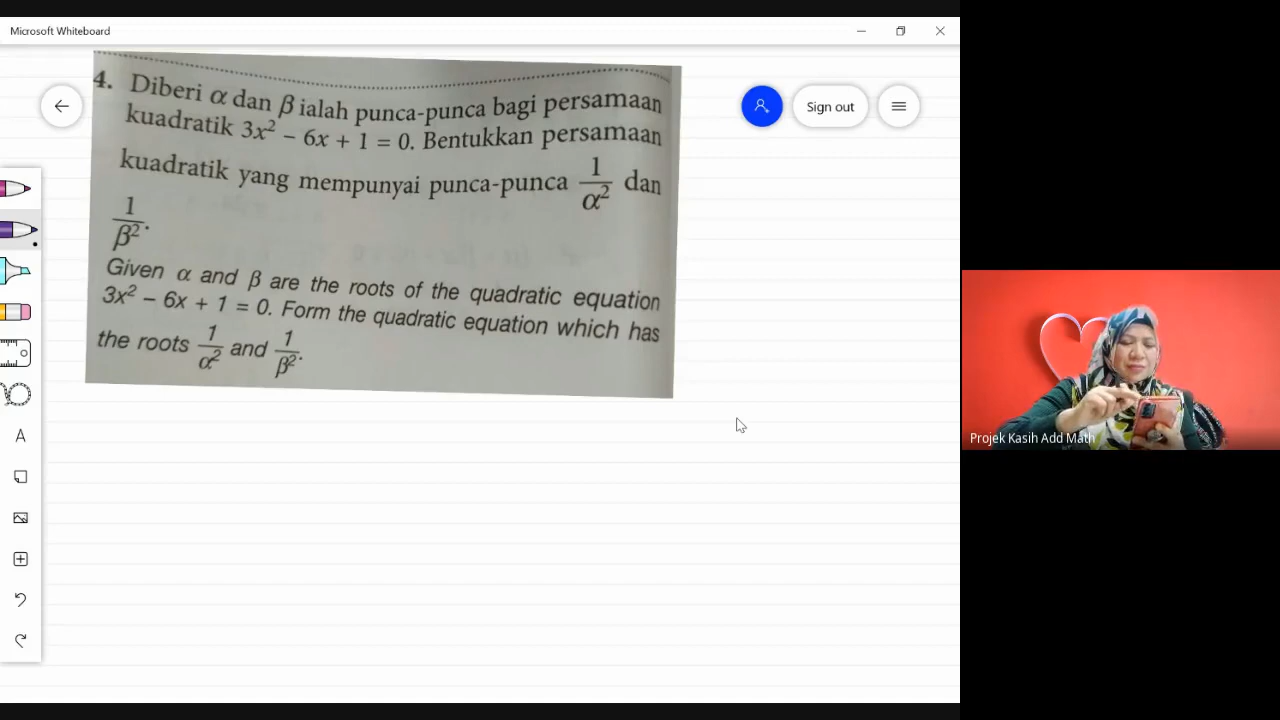 Microsoft Whiteboard
Sign out
4. Diberi α dan β ialah punca-punca bagi persamaan
kuadratik 3x² − 6x + 1 = 0. Bentukkan persamaan
kuadratik yang mempunyai punca-punca 1/α² dan
1/β².
Given α and β are the roots of the quadratic equation
3x² − 6x + 1 = 0. Form the quadratic equation which has
the roots 1/α² and 1/β².
A
Projek Kasih Add Math